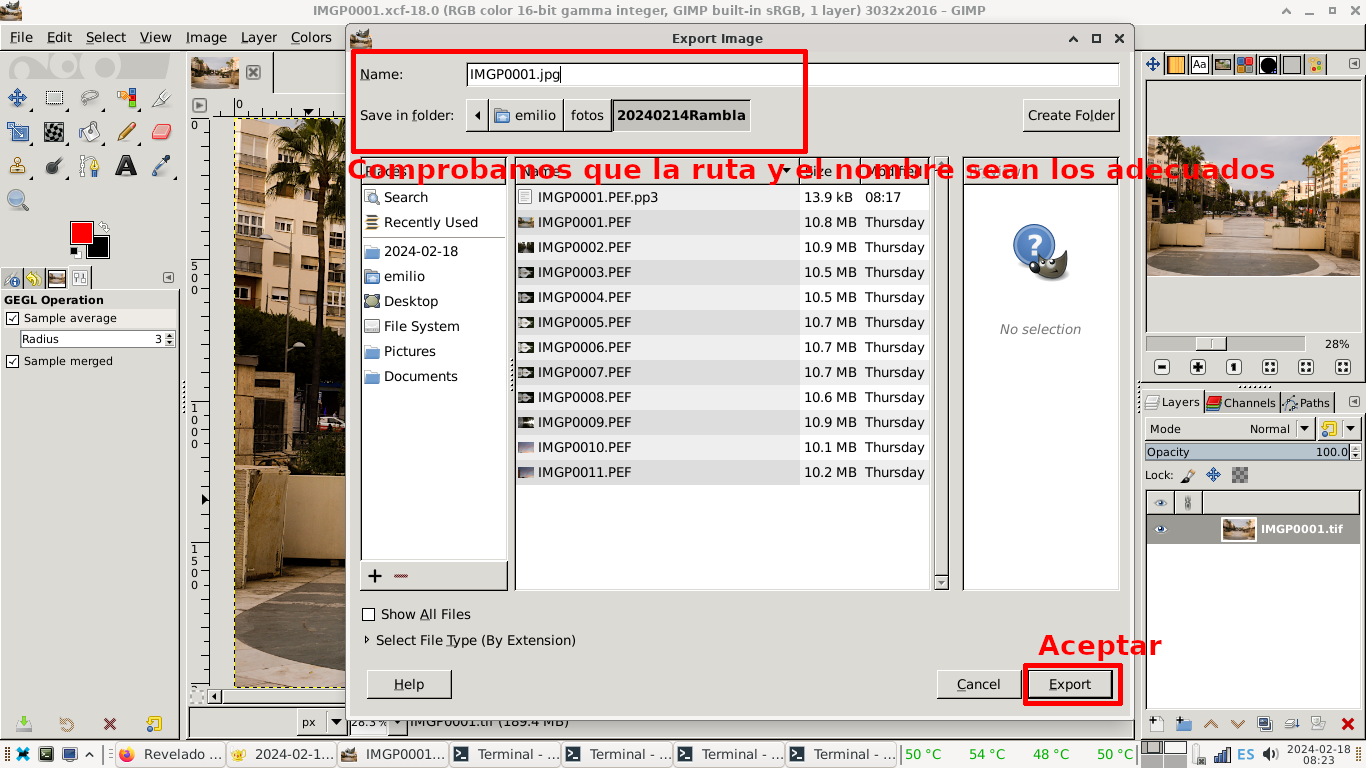 IMGP0001.xcf-18.0 (RGB color 16-bit gamma integer, GIMP built-in sRGB, 1 layer) 3032x2016 – GIMP
File Edit Select View Image Layer Colors
Export Image
Name: IMGP0001.jpg
Save in folder: emilio fotos 20240214Rambla
Create Folder
Comprobamos que la ruta y el nombre sean los adecuados
Name Size Modified
Search
Recently Used
2024-02-18
emilio
Desktop
File System
Pictures
Documents
IMGP0001.PEF.pp3 13.9 kB 08:17
IMGP0001.PEF 10.8 MB Thursday
IMGP0002.PEF 10.9 MB Thursday
IMGP0003.PEF 10.5 MB Thursday
IMGP0004.PEF 10.5 MB Thursday
IMGP0005.PEF 10.7 MB Thursday
IMGP0006.PEF 10.7 MB Thursday
IMGP0007.PEF 10.7 MB Thursday
IMGP0008.PEF 10.6 MB Thursday
IMGP0009.PEF 10.9 MB Thursday
IMGP0010.PEF 10.1 MB Thursday
IMGP0011.PEF 10.2 MB Thursday
No selection
Show All Files
Select File Type (By Extension)
Aceptar
Help
Cancel
Export
GEGL Operation
Sample average
Radius 3
Sample merged
0
0
500
1000
1500
px
28.3 %
IMGP0001.tif (189.4 MB)
Aa
28%
Layers Channels Paths
Mode Normal
Opacity 100.0
Lock:
IMGP0001.tif
Revelado ...
2024-02-1...
IMGP0001...
Terminal - ...
Terminal - ...
Terminal - ...
Terminal - ...
50 °C 54 °C 48 °C 50 °C
ES
2024-02-18
08:23